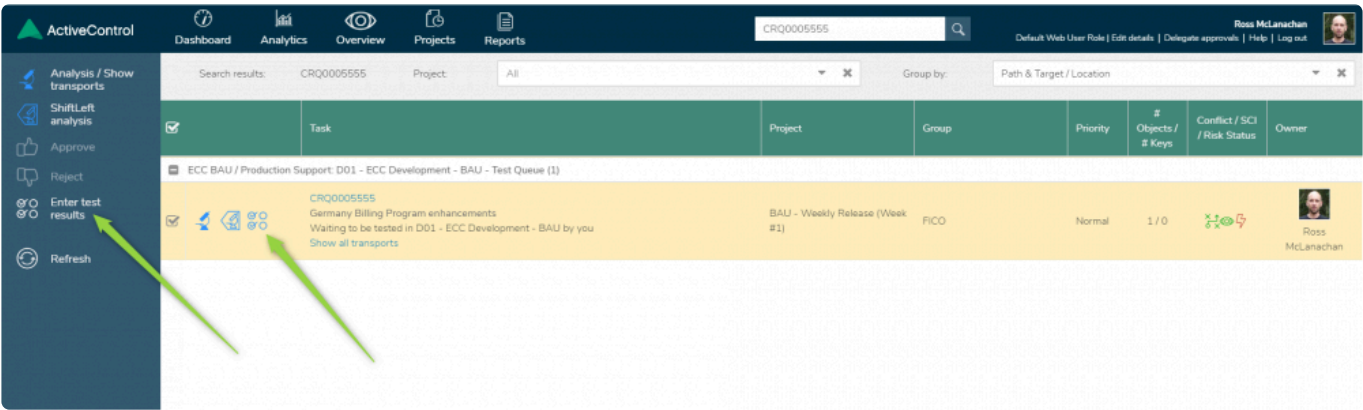 ActiveControl
Dashboard
Analytics
Overview
Projects
Reports
CRQ0005555
Ross McLanachan
Default Web User Role | Edit details | Delegate approvals | Help | Log out
Analysis / Show
transports
ShiftLeft
analysis
Approve
Reject
Enter test
results
Refresh
Search results: CRQ0005555 Project: All Group by: Path & Target / Location
Task
Project
Group
Priority
#
Objects /
# Keys
Conflict / SCI
/ Risk Status
Owner
ECC BAU / Production Support: D01 - ECC Development - BAU - Test Queue (1)
CRQ0005555
Germany Billing Program enhancements
Waiting to be tested in D01 - ECC Development - BAU by you
Show all transports
BAU - Weekly Release (Week
#1)
FICO
Normal
1 / 0
Ross
McLanachan